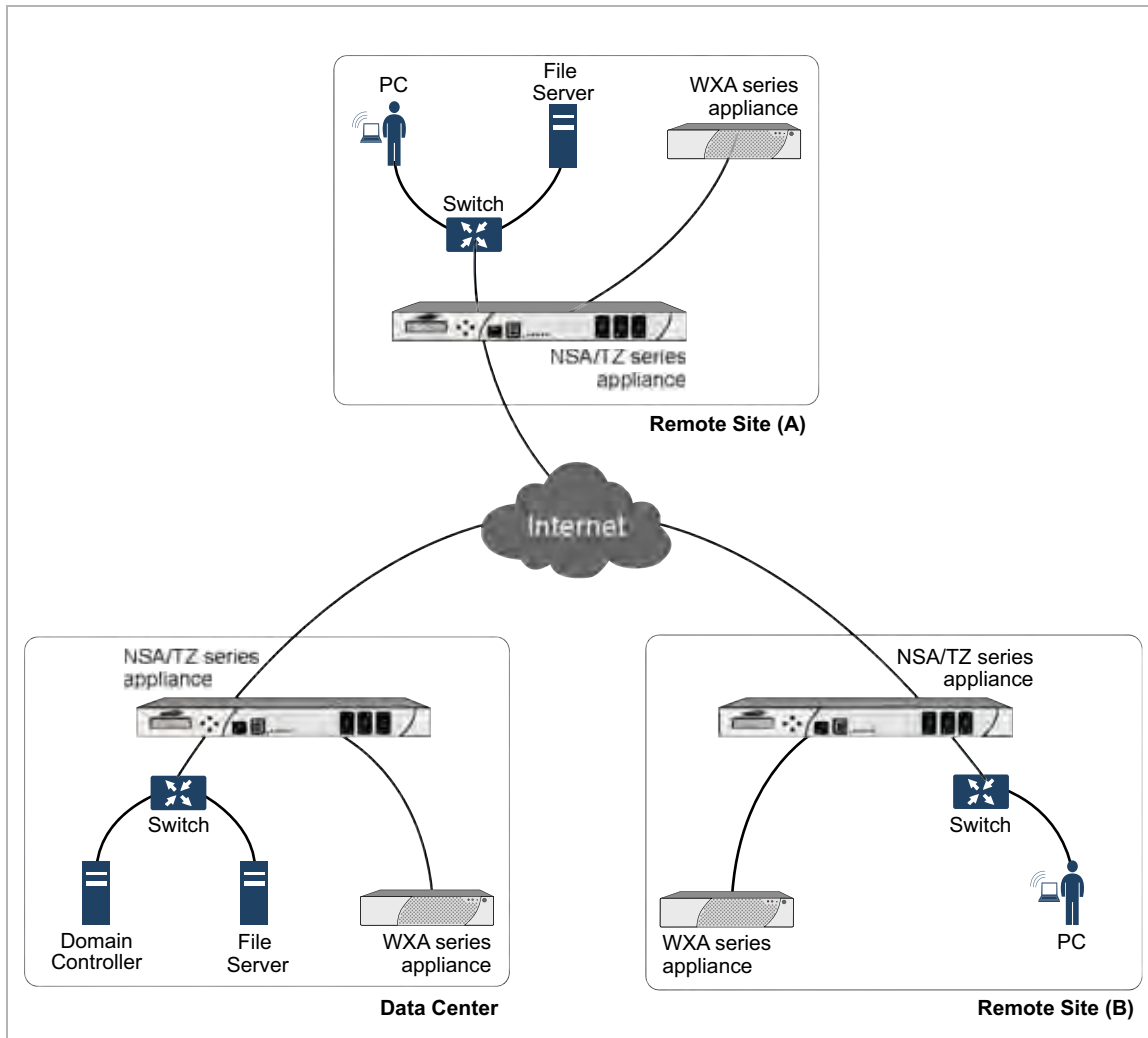 PC
File
Server
WXA series
appliance
Switch
NSA/TZ series
appliance
Remote Site (A)
Internet
NSA/TZ series
appliance
Switch
Domain
Controller
File
Server
WXA series
appliance
Data Center
NSA/TZ series
appliance
Switch
WXA series
appliance
PC
Remote Site (B)